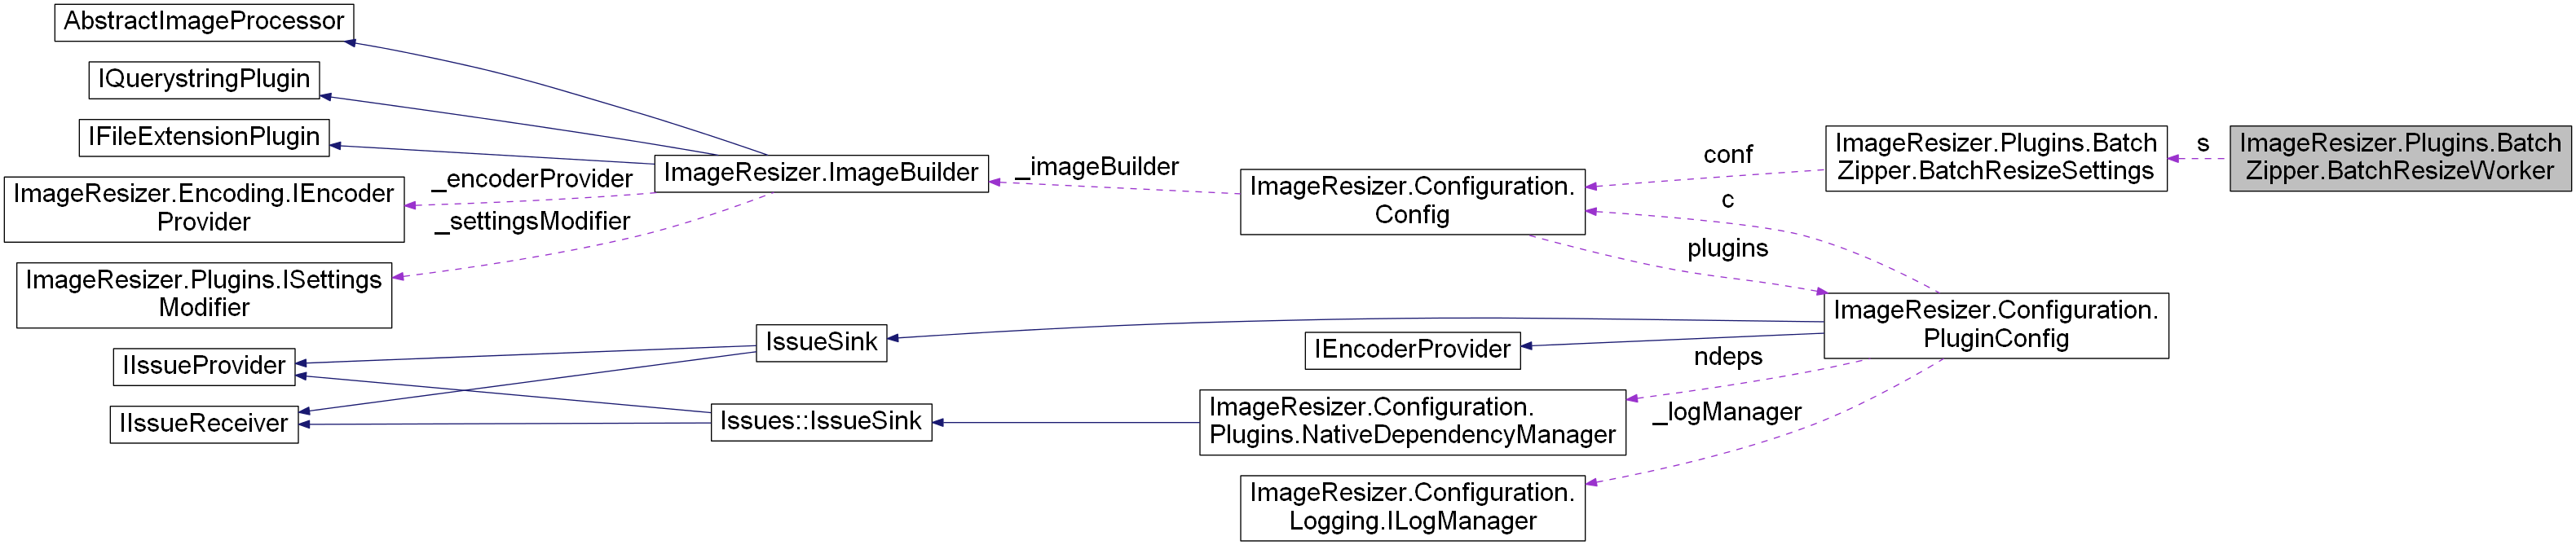 AbstractImageProcessor
IQuerystringPlugin
IFileExtensionPlugin
ImageResizer.Encoding.IEncoder
Provider
ImageResizer.Plugins.ISettings
Modifier
IIssueProvider
IIssueReceiver
_encoderProvider
_settingsModifier
ImageResizer.ImageBuilder
IssueSink
Issues::IssueSink
_imageBuilder
ImageResizer.Configuration.
Config
IEncoderProvider
ImageResizer.Configuration.
Plugins.NativeDependencyManager
ImageResizer.Configuration.
Logging.ILogManager
conf
c
plugins
ndeps
_logManager
ImageResizer.Plugins.Batch
Zipper.BatchResizeSettings
ImageResizer.Configuration.
PluginConfig
s
ImageResizer.Plugins.Batch
Zipper.BatchResizeWorker